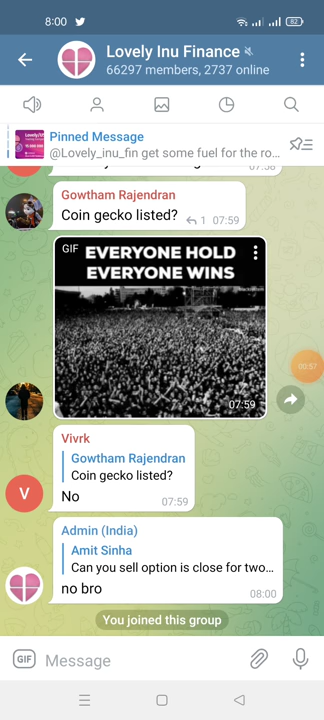 8:00
82
Lovely Inu Finance
66297 members, 2737 online
Pinned Message
@Lovely_inu_fin get some fuel for the ro...
07:58
Gowtham Rajendran
Coin gecko listed?
1 07:59
GIF
EVERYONE HOLD
EVERYONE WINS
07:59
00:57
Vivrk
Gowtham Rajendran
Coin gecko listed?
No
07:59
V
Admin (India)
Amit Sinha
Can you sell option is close for two...
no bro
08:00
You joined this group
GIF
Message